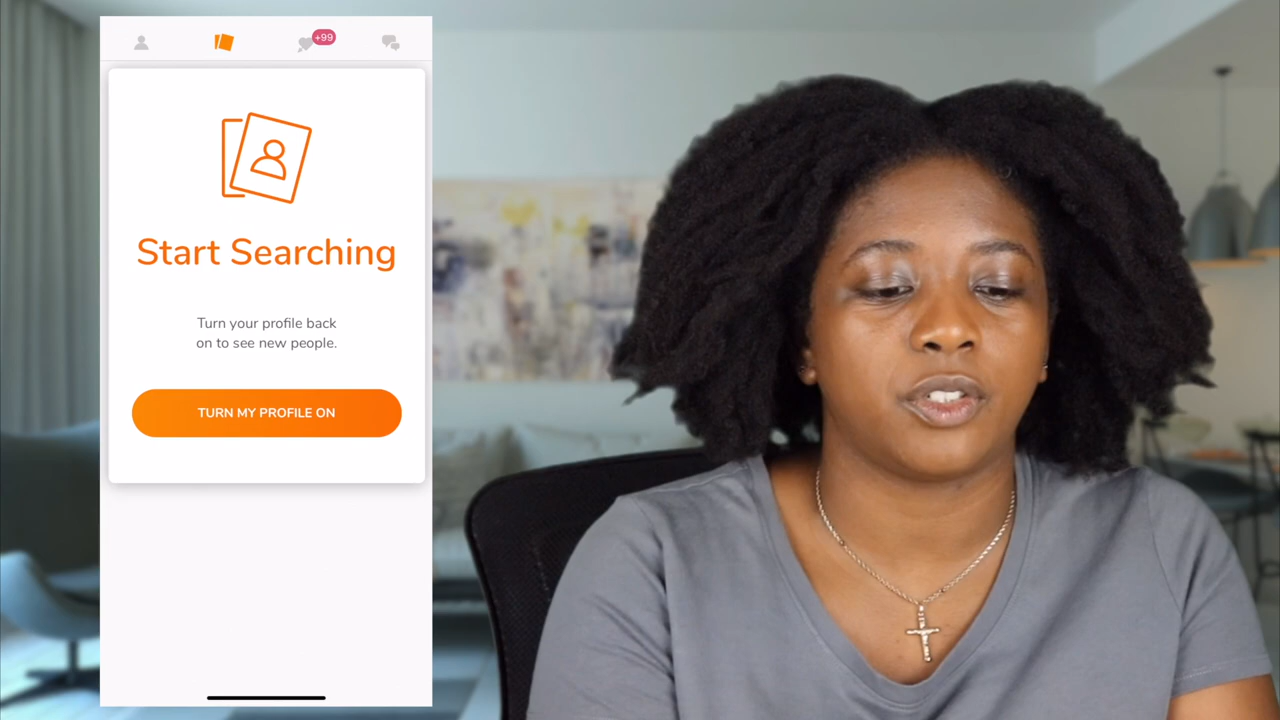 +99
Start Searching
Turn your profile back
on to see new people.
TURN MY PROFILE ON